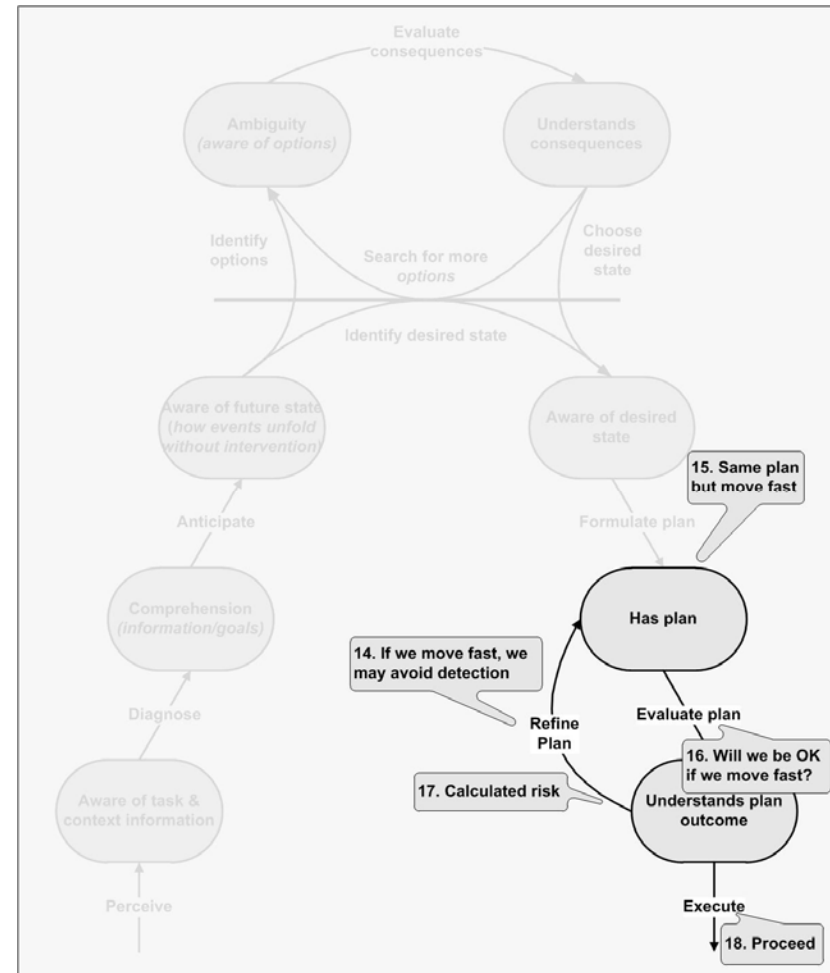 Evaluate
consequences
Ambiguity
(aware of options)
Understands
consequences
Identify
options
Search for more
options
Choose
desired
state
Identify desired state
Aware of future state
(how events unfold
without intervention)
Aware of desired
state
15. Same plan
but move fast
Anticipate
Formulate plan
Comprehension
(information/goals)
Has plan
14. If we move fast, we
may avoid detection
Diagnose
Refine
Plan
Evaluate plan
16. Will we be OK
if we move fast?
17. Calculated risk
Aware of task &
context information
Understands plan
outcome
Perceive
Execute
18. Proceed